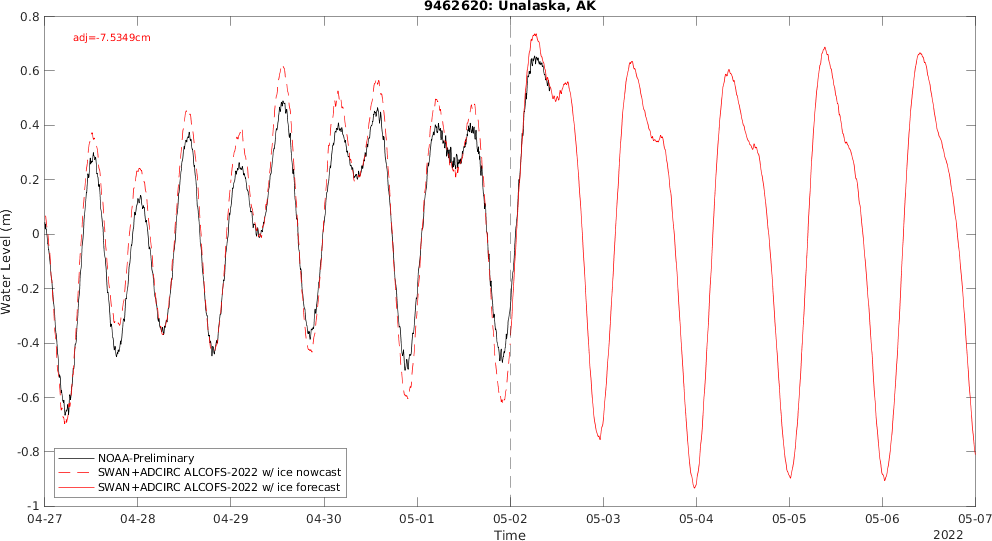 9462620: Unalaska, AK
adj=-7.5349cm
0.8
0.6
0.4
0.2
0
-0.2
-0.4
-0.6
-0.8
-1
Water Level (m)
NOAA-Preliminary
SWAN+ADCIRC ALCOFS-2022 w/ ice nowcast
SWAN+ADCIRC ALCOFS-2022 w/ ice forecast
04-27 04-28 04-29 04-30 05-01 05-02 05-03 05-04 05-05 05-06 05-07
Time
2022